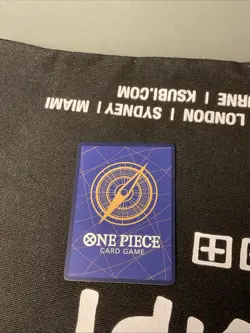 LONDON | SYDNEY | MIAMI
RNE | KSUBI.COM
ONE PIECE
CARD GAME